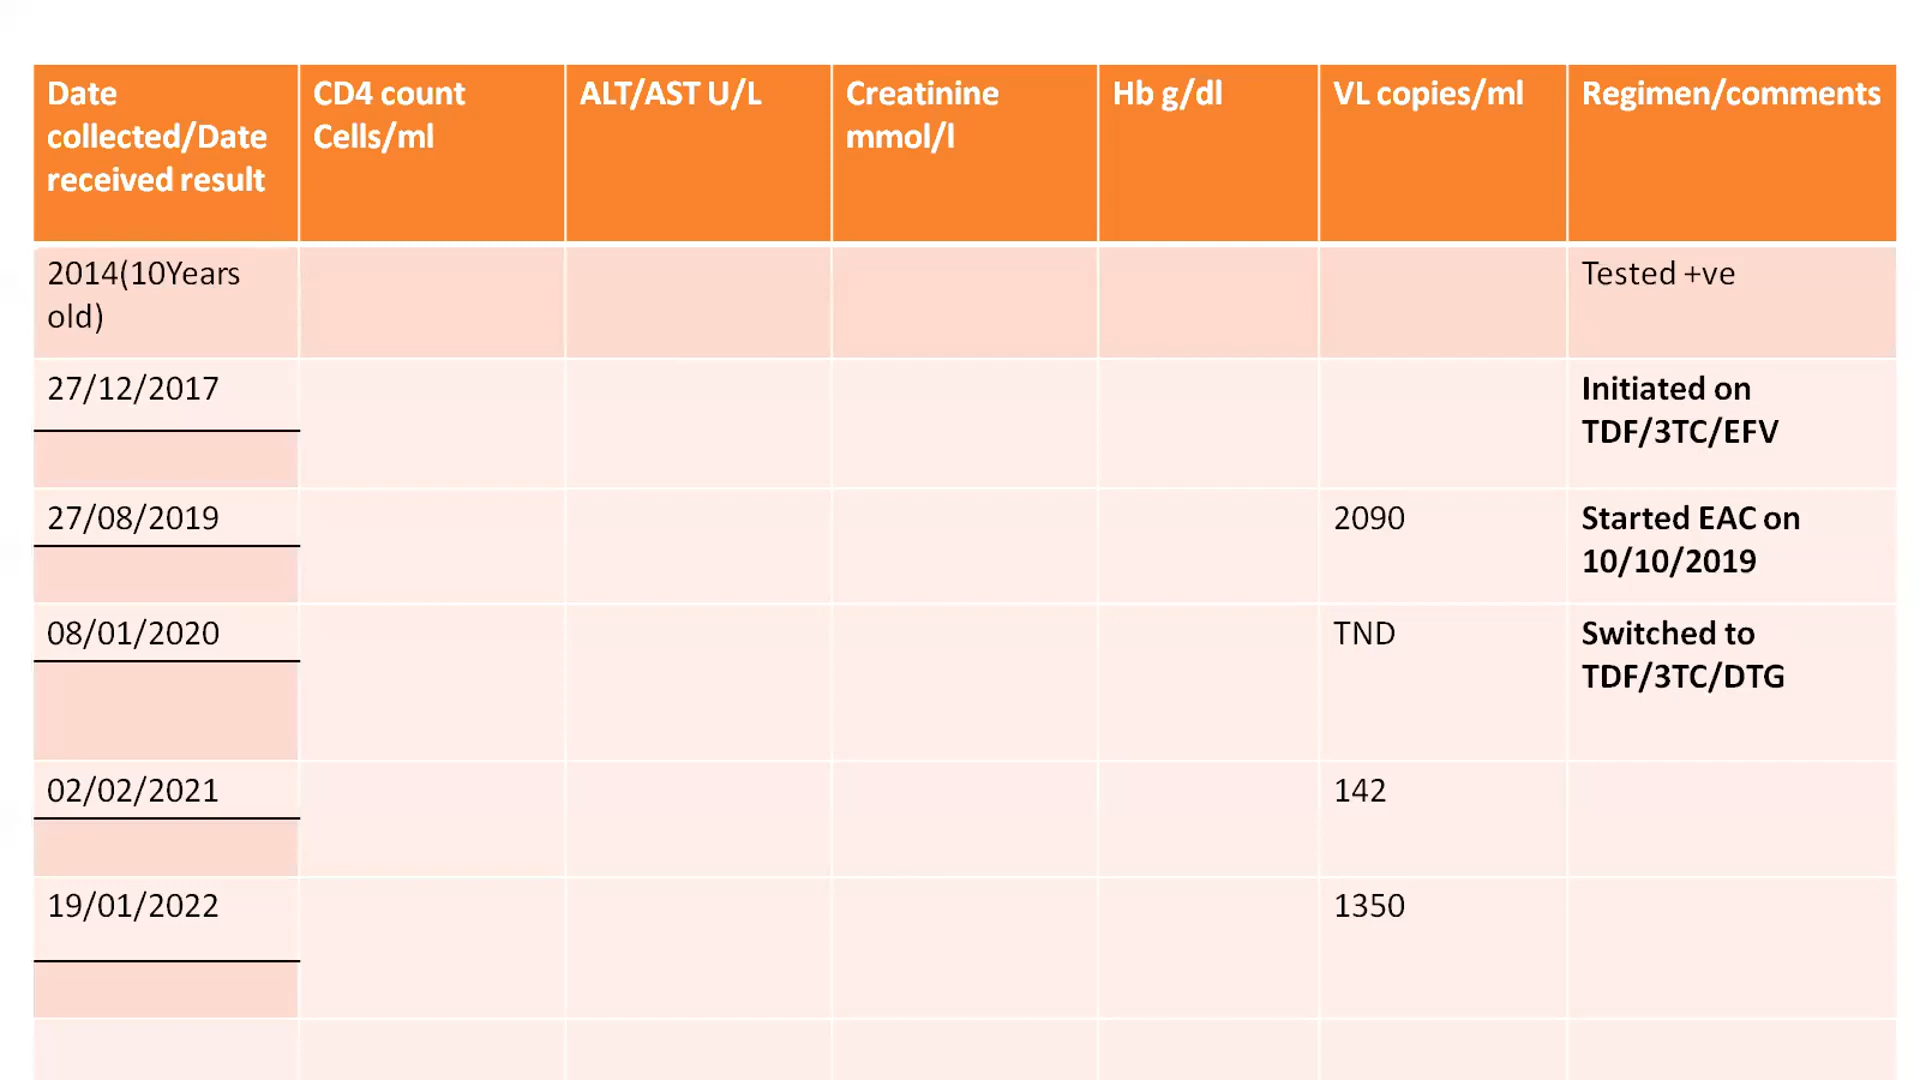 Date
collected/Date
received result
CD4 count
Cells/ml
ALT/AST U/L
Creatinine
mmol/l
Hb g/dl
VL copies/ml
Regimen/comments
2014(10Years
old)
Tested +ve
27/12/2017
Initiated on
TDF/3TC/EFV
27/08/2019
2090
Started EAC on
10/10/2019
08/01/2020
TND
Switched to
TDF/3TC/DTG
02/02/2021
142
19/01/2022
1350